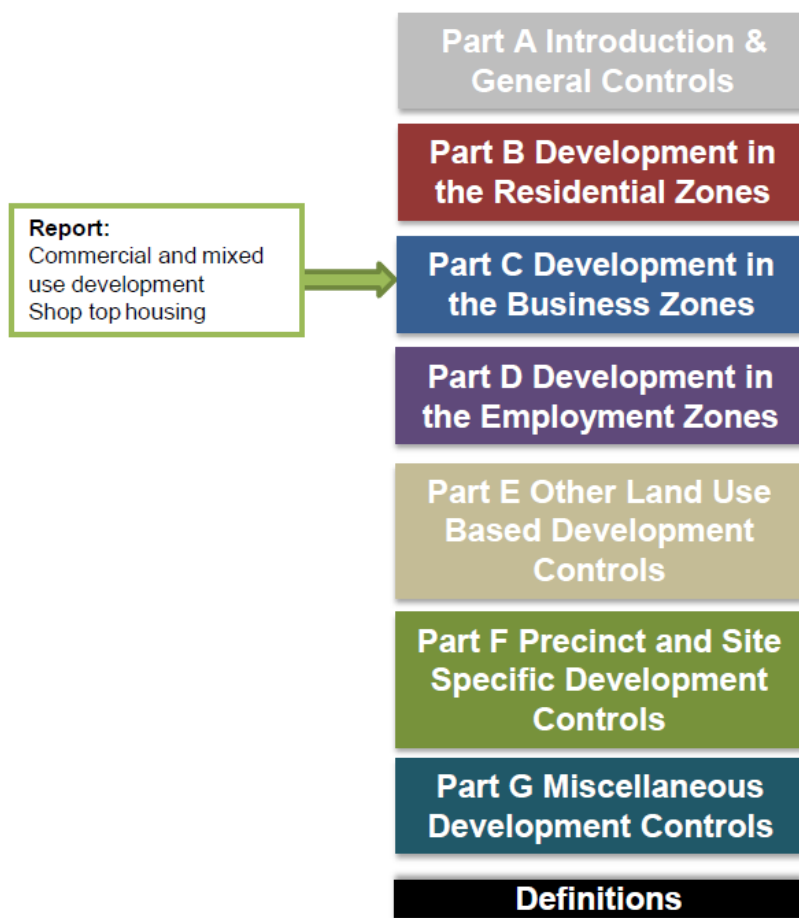 Part A Introduction &
General Controls
Part B Development in
the Residential Zones
Report:
Commercial and mixed
use development
Shop top housing
Part C Development in
the Business Zones
Part D Development in
the Employment Zones
Part E Other Land Use
Based Development
Controls
Part F Precinct and Site
Specific Development
Controls
Part G Miscellaneous
Development Controls
Definitions